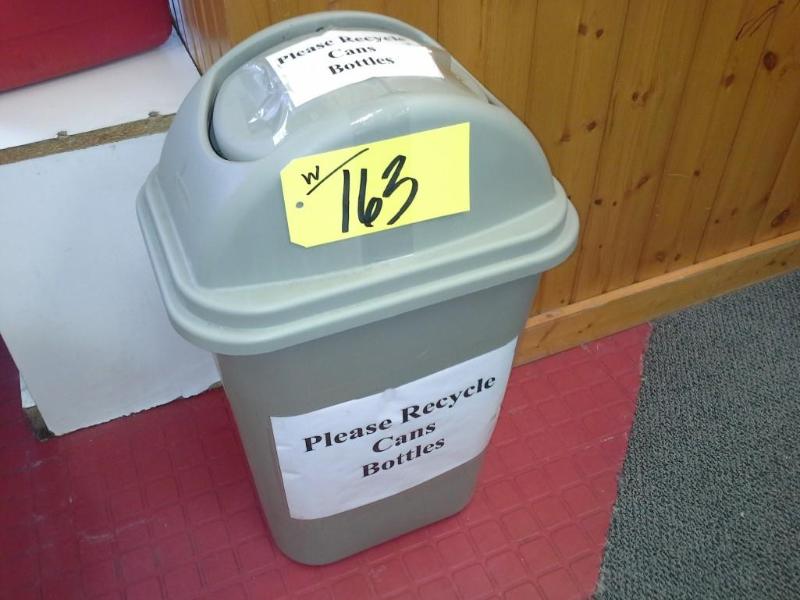 Please Recycle
Cans
Bottles
W/ 163
Please Recycle
Cans
Bottles